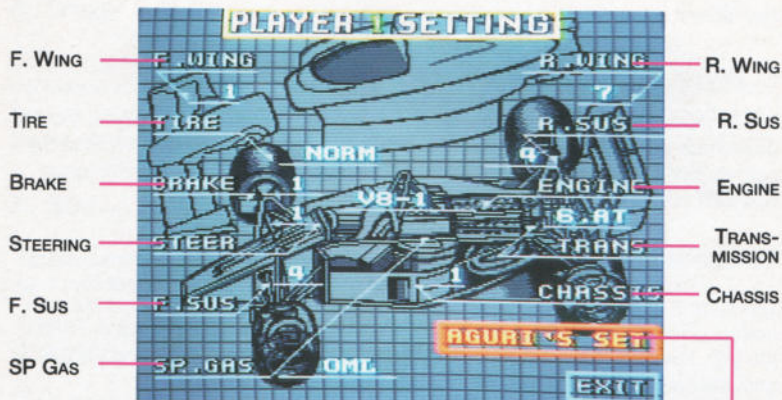 PLAYER 1 SETTING
F. WING
F.WING
R.WING
R. WING
1
7
TIRE
TIRE
R.SUS
R. SUS
NORM
9
BRAKE
BRAKE
1
ENGINE
ENGINE
V8-1
1
6.AT
STEERING
STEER
TRANS
TRANS-
MISSION
4
1
F. SUS
F.SUS
CHASSIS
CHASSIS
AGURI'S SET
SP GAS
SP.GAS
0ML
EXIT